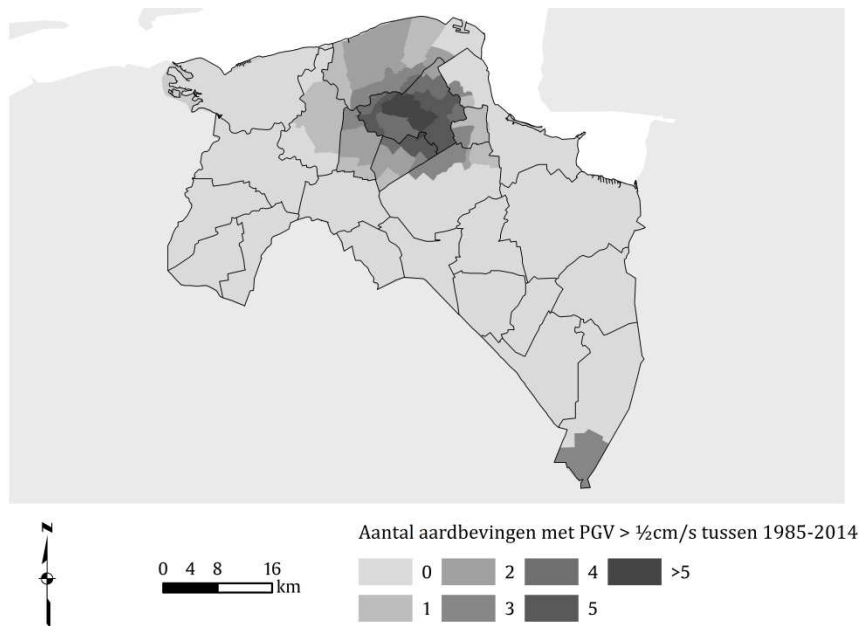 Aantal aardbevingen met PGV > ½cm/s tussen 1985-2014
N
0 4 8 16
km
0 2 4 >5
1 3 5